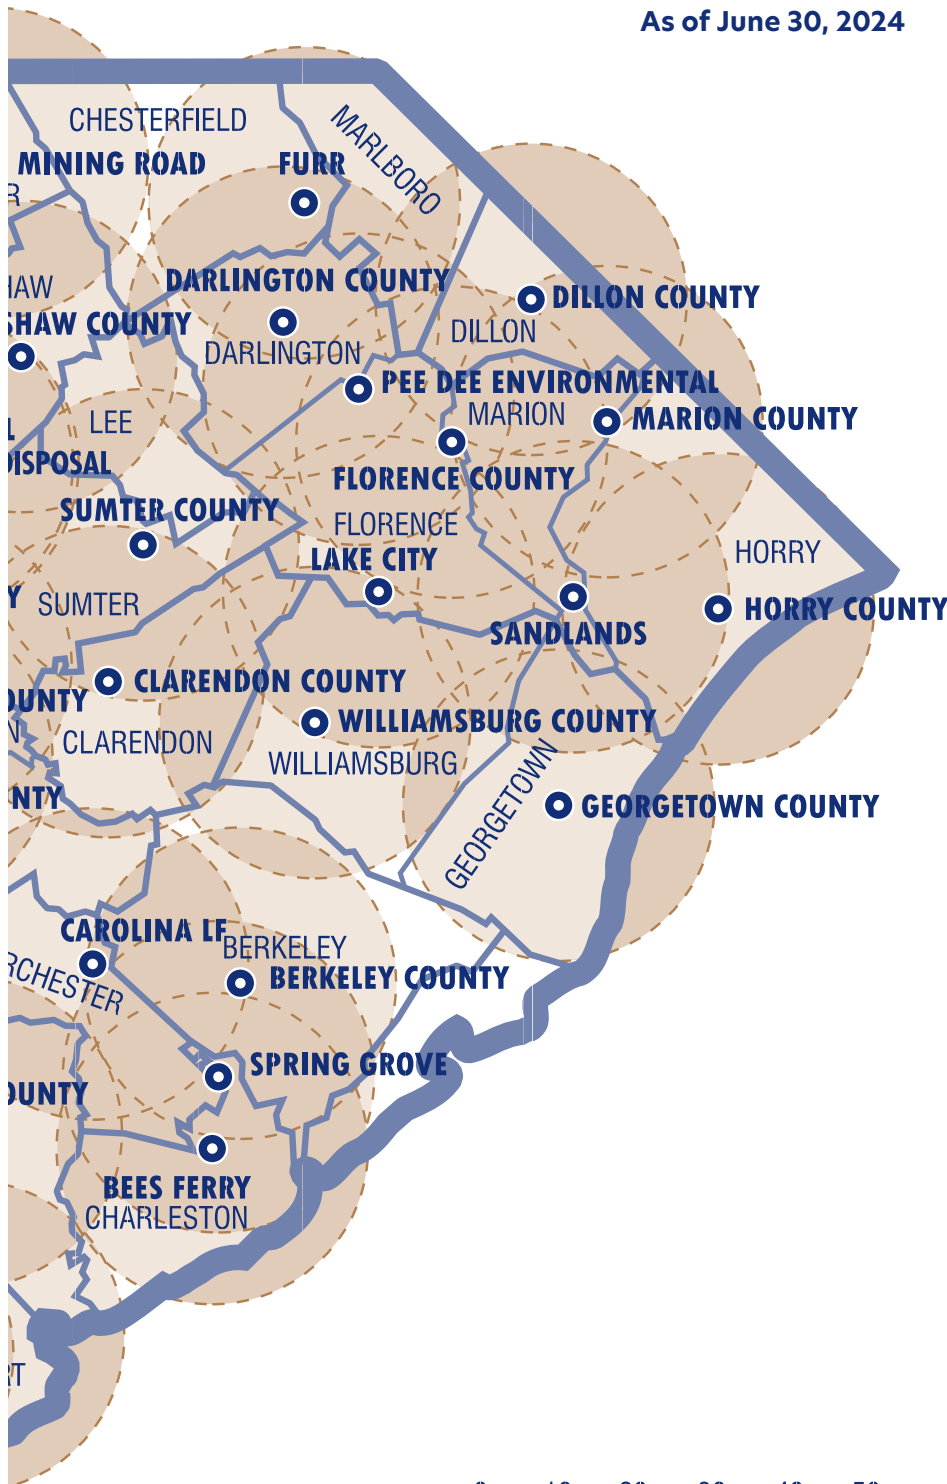 As of June 30, 2024
CHESTERFIELD
MARLBORO
MINING ROAD
FURR
R
HAW
DARLINGTON COUNTY
DILLON COUNTY
SHAW COUNTY
DILLON
DARLINGTON
PEE DEE ENVIRONMENTAL
MARION
MARION COUNTY
LEE
DISPOSAL
FLORENCE COUNTY
SUMTER COUNTY
FLORENCE
HORRY
LAKE CITY
Y
SUMTER
HORRY COUNTY
SANDLANDS
CLARENDON COUNTY
OUNTY
WILLIAMSBURG COUNTY
N
CLARENDON
WILLIAMSBURG
NTY
GEORGETOWN
GEORGETOWN COUNTY
CAROLINA LF
BERKELEY
BERKELEY COUNTY
RCHESTER
SPRING GROVE
OUNTY
BEES FERRY
CHARLESTON
RT